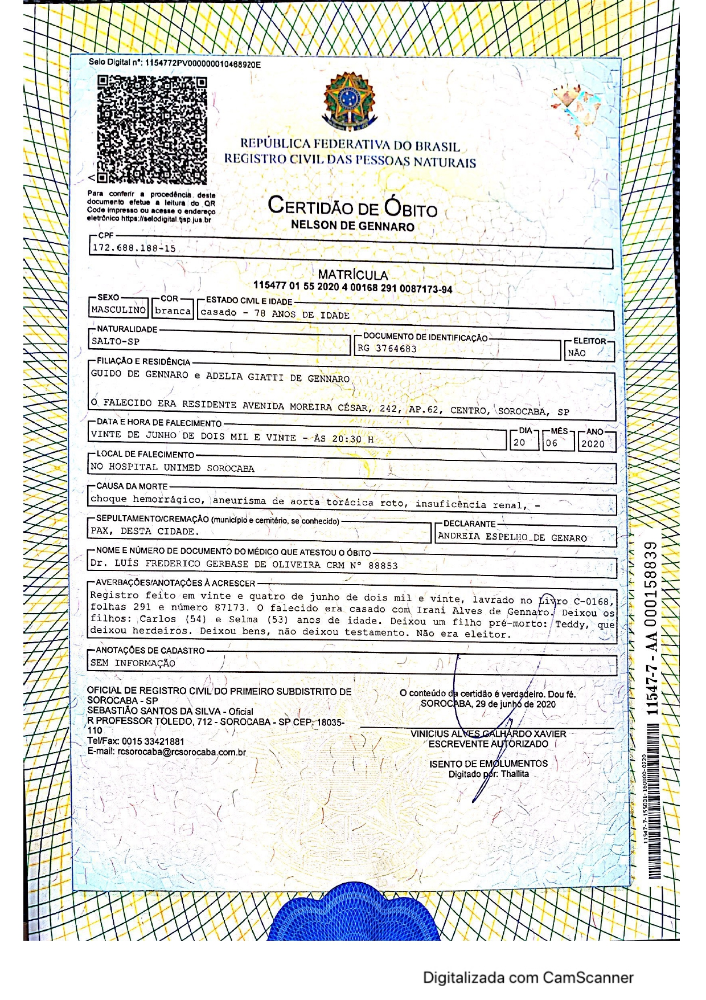 Selo Digital n°: 1154772PV000000010468920E
REPÚBLICA FEDERATIVA DO BRASIL
REGISTRO CIVIL DAS PESSOAS NATURAIS
Para conferir a procedência deste
documento efetue a leitura do QR
Code impresso ou acesse o endereço
eletrônico https://selodigital.tjsp.jus.br
CERTIDÃO DE ÓBITO
NELSON DE GENNARO
CPF
172.688.188-15
MATRÍCULA
115477 01 55 2020 4 00168 291 0087173-94
SEXO
MASCULINO
COR
branca
ESTADO CIVIL E IDADE
casado - 78 ANOS DE IDADE
NATURALIDADE
SALTO-SP
DOCUMENTO DE IDENTIFICAÇÃO
RG 3764683
ELEITOR
NÃO
FILIAÇÃO E RESIDÊNCIA
GUIDO DE GENNARO e ADELIA GIATTI DE GENNARO
O FALECIDO ERA RESIDENTE AVENIDA MOREIRA CÉSAR, 242, AP.62, CENTRO, SOROCABA, SP
DATA E HORA DE FALECIMENTO
VINTE DE JUNHO DE DOIS MIL E VINTE - ÀS 20:30 H
DIA
20
MÊS
06
ANO
2020
LOCAL DE FALECIMENTO
NO HOSPITAL UNIMED SOROCABA
CAUSA DA MORTE
choque hemorrágico, aneurisma de aorta torácica roto, insuficência renal, -
SEPULTAMENTO/CREMAÇÃO (município e cemitério, se conhecido)
PAX, DESTA CIDADE.
DECLARANTE
ANDREIA ESPELHO DE GENARO
NOME E NÚMERO DE DOCUMENTO DO MÉDICO QUE ATESTOU O ÓBITO
Dr. LUÍS FREDERICO GERBASE DE OLIVEIRA CRM N° 88853
AVERBAÇÕES/ANOTAÇÕES À ACRESCER
Registro feito em vinte e quatro de junho de dois mil e vinte, lavrado no Livro C-0168,
folhas 291 e número 87173. O falecido era casado com Irani Alves de Gennaro. Deixou os
filhos: Carlos (54) e Selma (53) anos de idade. Deixou um filho pré-morto: Teddy, que
deixou herdeiros. Deixou bens, não deixou testamento. Não era eleitor.
ANOTAÇÕES DE CADASTRO
SEM INFORMAÇÃO
OFICIAL DE REGISTRO CIVIL DO PRIMEIRO SUBDISTRITO DE
SOROCABA - SP
SEBASTIÃO SANTOS DA SILVA - Oficial
R PROFESSOR TOLEDO, 712 - SOROCABA - SP CEP: 18035-
110
Tel/Fax: 0015 33421881
E-mail: rcsorocaba@rcsorocaba.com.br
O conteúdo da certidão é verdadeiro. Dou fé.
SOROCABA, 29 de junho de 2020
VINICIUS ALVES GALHARDO XAVIER
ESCREVENTE AUTORIZADO
ISENTO DE EMOLUMENTOS
Digitado por: Thallita
11547-7 - AA 000158839
11547-7-155001-160000-0220
Digitalizada com CamScanner